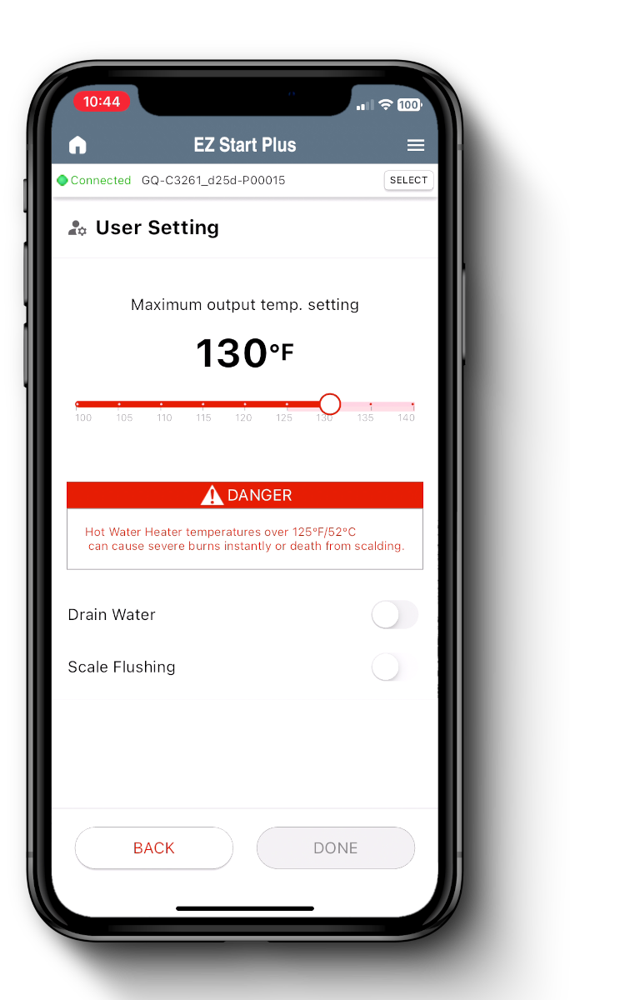 10:44
100
EZ Start Plus
Connected GQ-C3261_d25d-P00015 SELECT
User Setting
Maximum output temp. setting
130°F
100 105 110 115 120 125 130 135 140
DANGER
Hot Water Heater temperatures over 125°F/52°C
can cause severe burns instantly or death from scalding.
Drain Water
Scale Flushing
BACK DONE